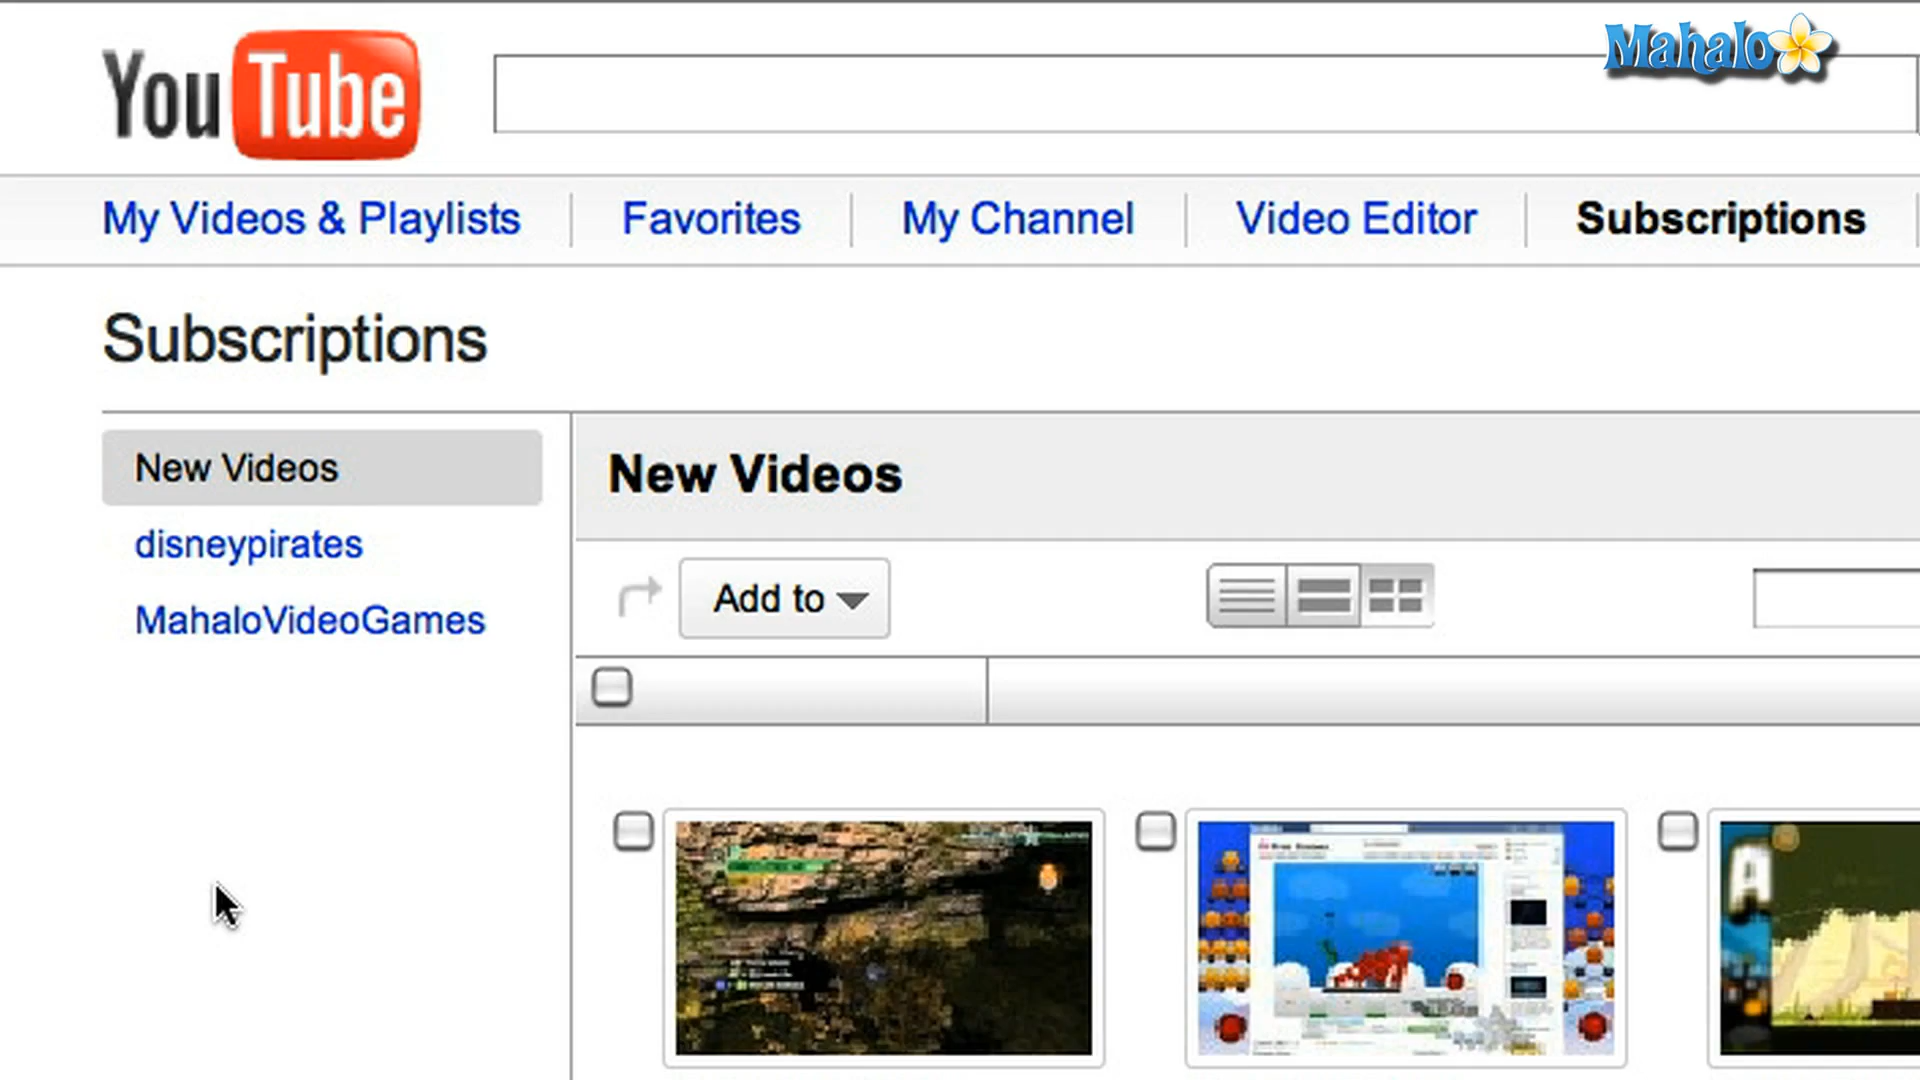 YouTube
Mahalo
My Videos & Playlists
Favorites
My Channel
Video Editor
Subscriptions
Subscriptions
New Videos
disneypirates
MahaloVideoGames
New Videos
Add to
A